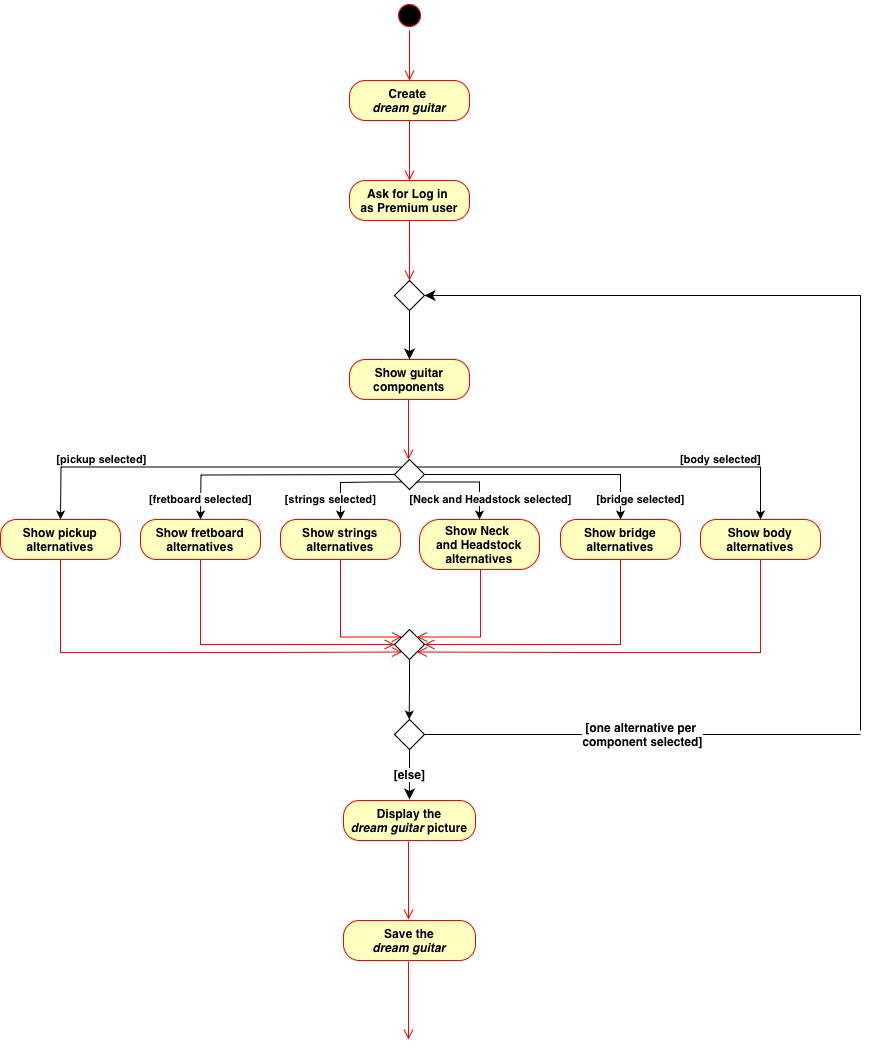 Create
dream guitar
Ask for Log in
as Premium user
Show guitar
components
[pickup selected]
[body selected]
[fretboard selected]
[strings selected]
[Neck and Headstock selected]
[bridge selected]
Show pickup
alternatives
Show fretboard
alternatives
Show strings
alternatives
Show Neck
and Headstock
alternatives
Show bridge
alternatives
Show body
alternatives
[one alternative per
component selected]
[else]
Display the
dream guitar picture
Save the
dream guitar